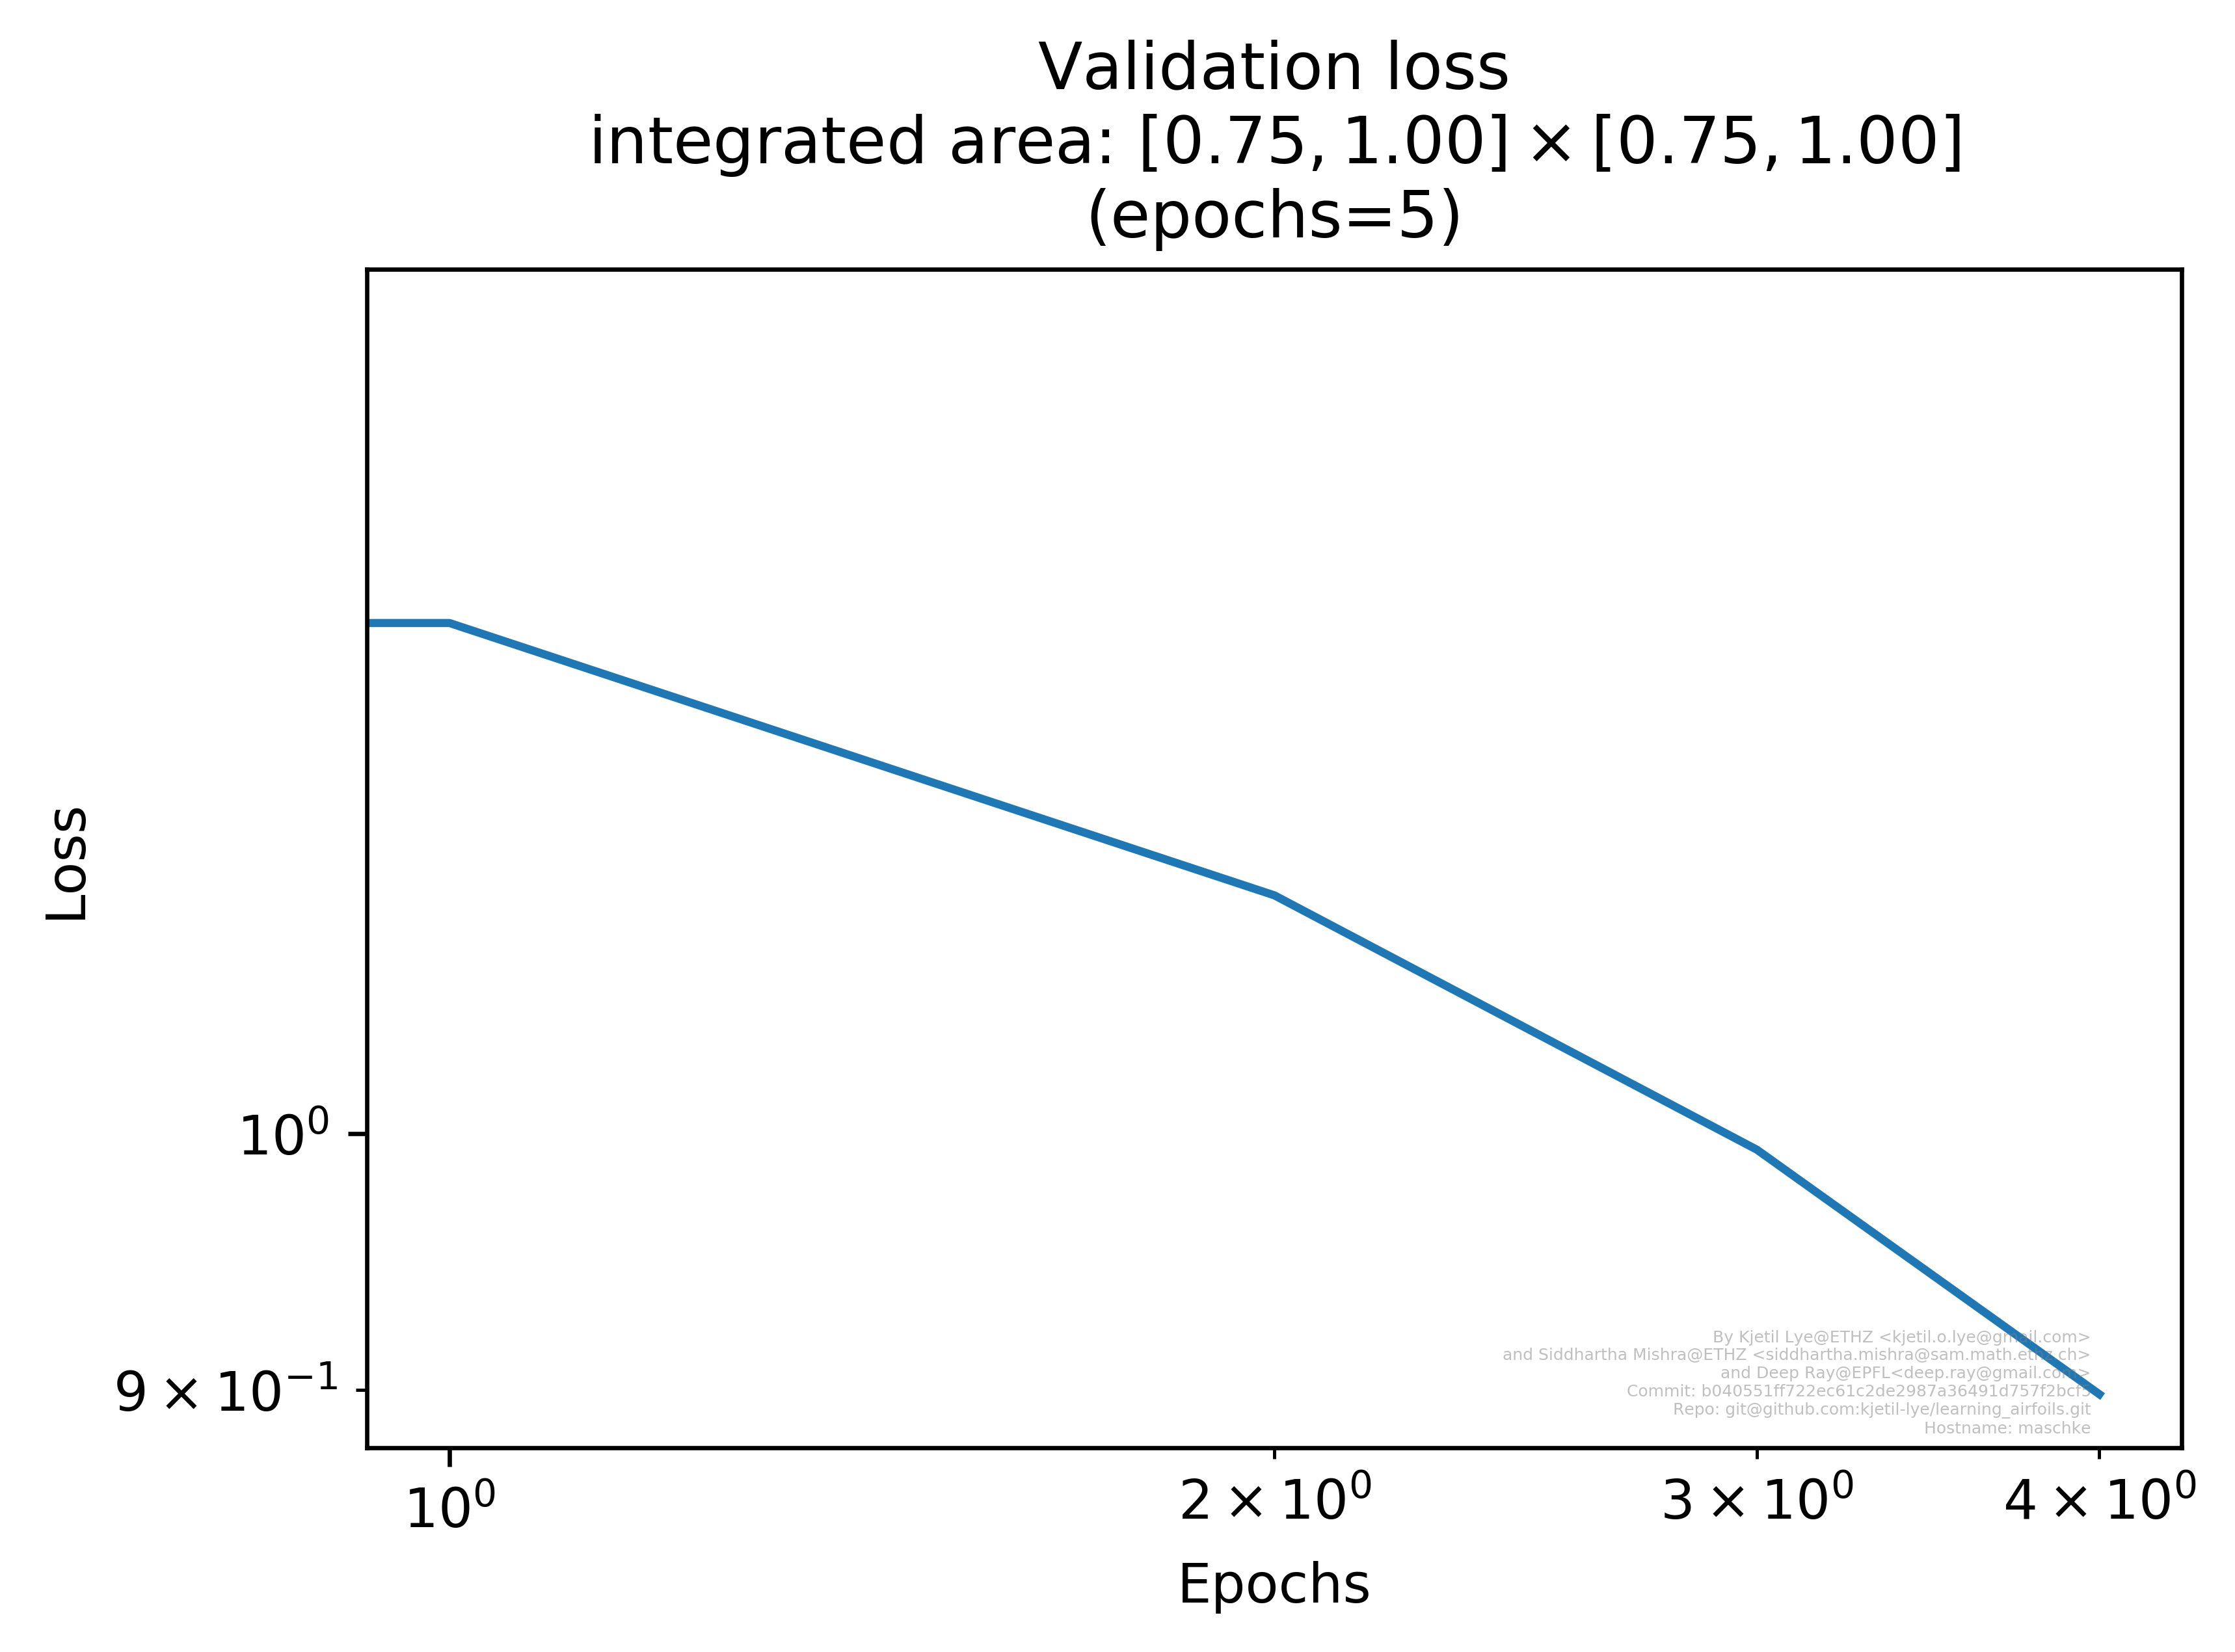 Validation loss
integrated area: [0.75, 1.00] × [0.75, 1.00]
(epochs=5)
Loss
10⁰
9 × 10⁻¹
By Kjetil Lye@ETHZ <kjetil.o.lye@gmail.com>
and Siddhartha Mishra@ETHZ <siddhartha.mishra@sam.math.ethz.ch>
and Deep Ray@EPFL<deep.ray@gmail.com>
Commit: b040551ff722ec61c2de2987a36491d757f2bcf5
Repo: git@github.com:kjetil-lye/learning_airfoils.git
Hostname: maschke
10⁰ 2 × 10⁰ 3 × 10⁰ 4 × 10⁰
Epochs